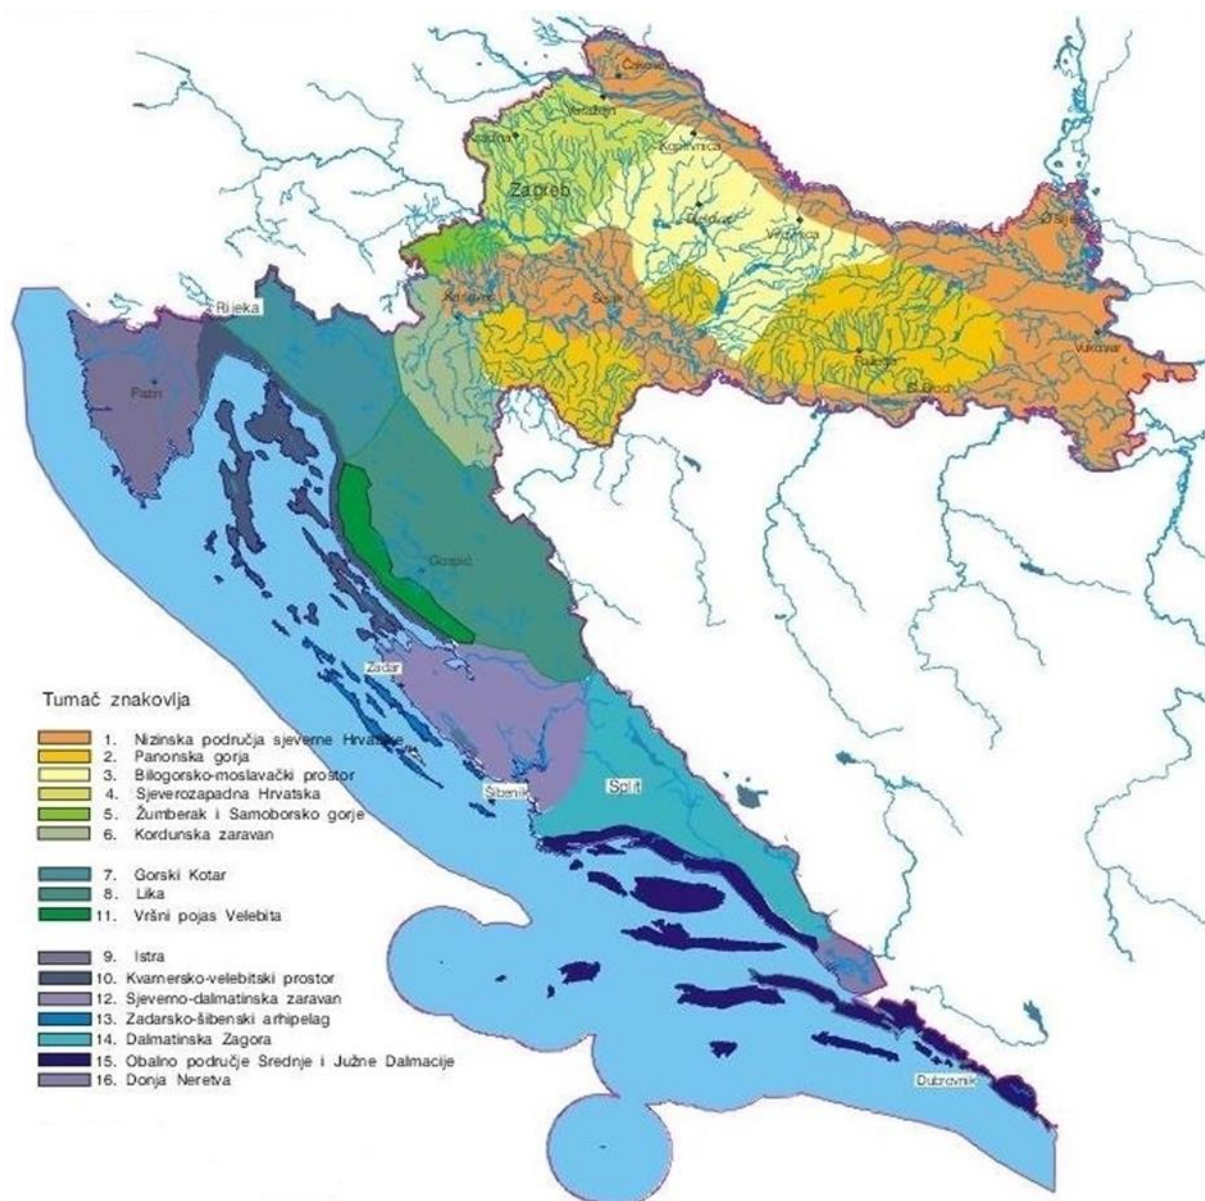 Čakovec
Varaždin
Krapina
Koprivnica
Zagreb
Bjelovar
Virovitica
Osijek
Karlovac
Sisak
Rijeka
Vukovar
Požega
S.Brod
Pazin
Gospić
Zadar
Šibenik
Split
Dubrovnik
Tumač znakovlja
1. Nizinska područja sjeverne Hrvatske
2. Panonska gorja
3. Bilogorsko-moslavački prostor
4. Sjeverozapadna Hrvatska
5. Žumberak i Samoborsko gorje
6. Kordunska zaravan
7. Gorski Kotar
8. Lika
11. Vršni pojas Velebita
9. Istra
10. Kvarnersko-velebitski prostor
12. Sjeverno-dalmatinska zaravan
13. Zadarsko-šibenski arhipelag
14. Dalmatinska Zagora
15. Obalno područje Srednje i Južne Dalmacije
16. Donja Neretva